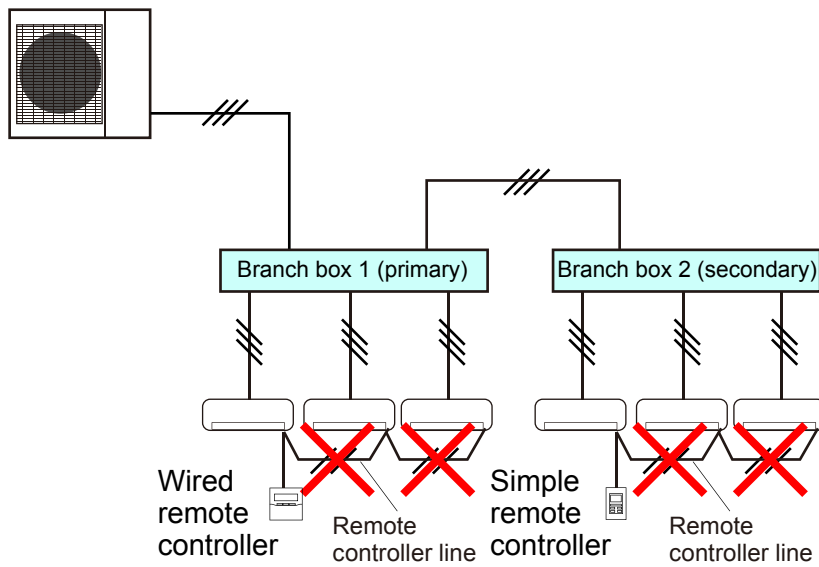 Branch box 1 (primary)
Branch box 2 (secondary)
Wired
remote
controller
Remote
controller line
Simple
remote
controller
Remote
controller line